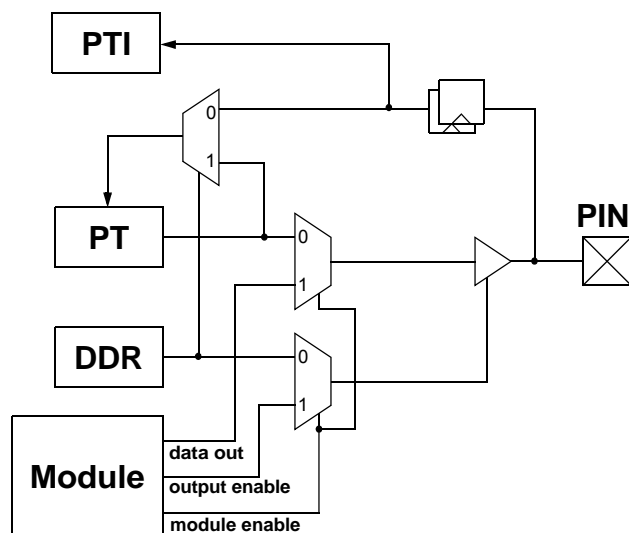 PTI
0
1
PT
PIN
0
1
DDR
0
1
Module
data out
output enable
module enable